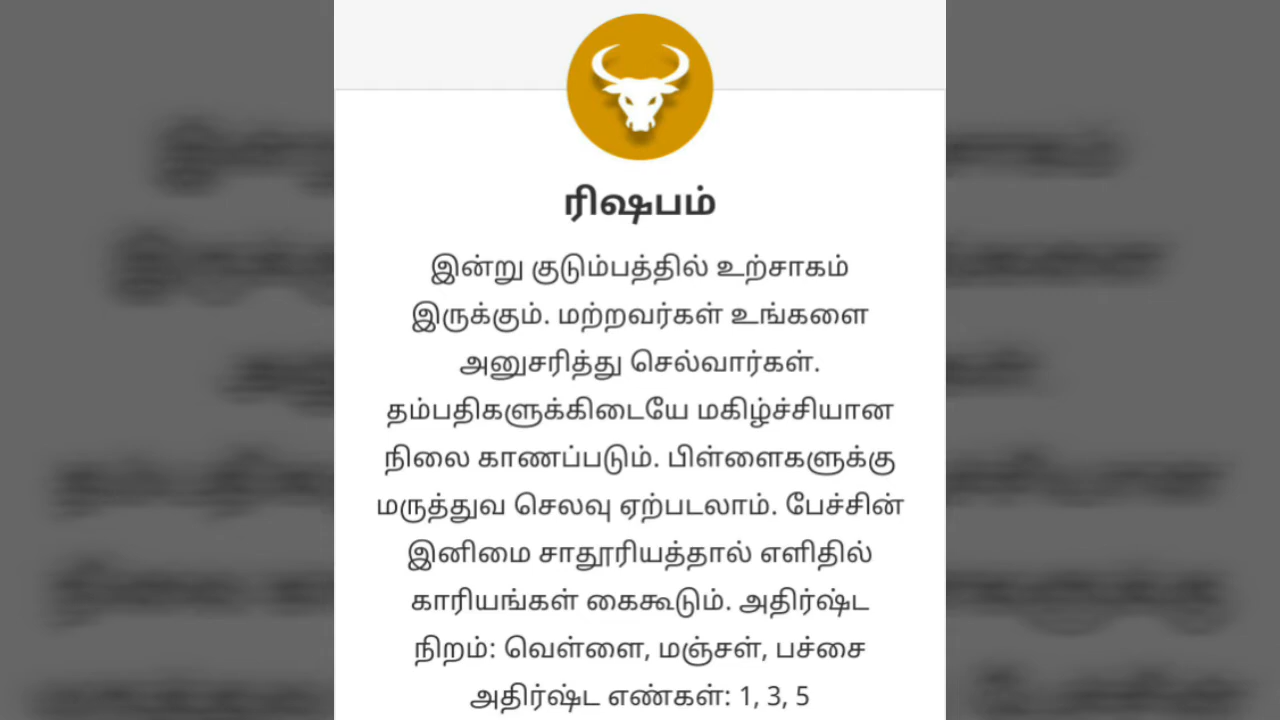 ரிஷபம்
இன்று குடும்பத்தில் உற்சாகம்
இருக்கும். மற்றவர்கள் உங்களை
அனுசரித்து செல்வார்கள்.
தம்பதிகளுக்கிடையே மகிழ்ச்சியான
நிலை காணப்படும். பிள்ளைகளுக்கு
மருத்துவ செலவு ஏற்படலாம். பேச்சின்
இனிமை சாதூரியத்தால் எளிதில்
காரியங்கள் கைகூடும். அதிர்ஷ்ட
நிறம்: வெள்ளை, மஞ்சள், பச்சை
அதிர்ஷ்ட எண்கள்: 1, 3, 5